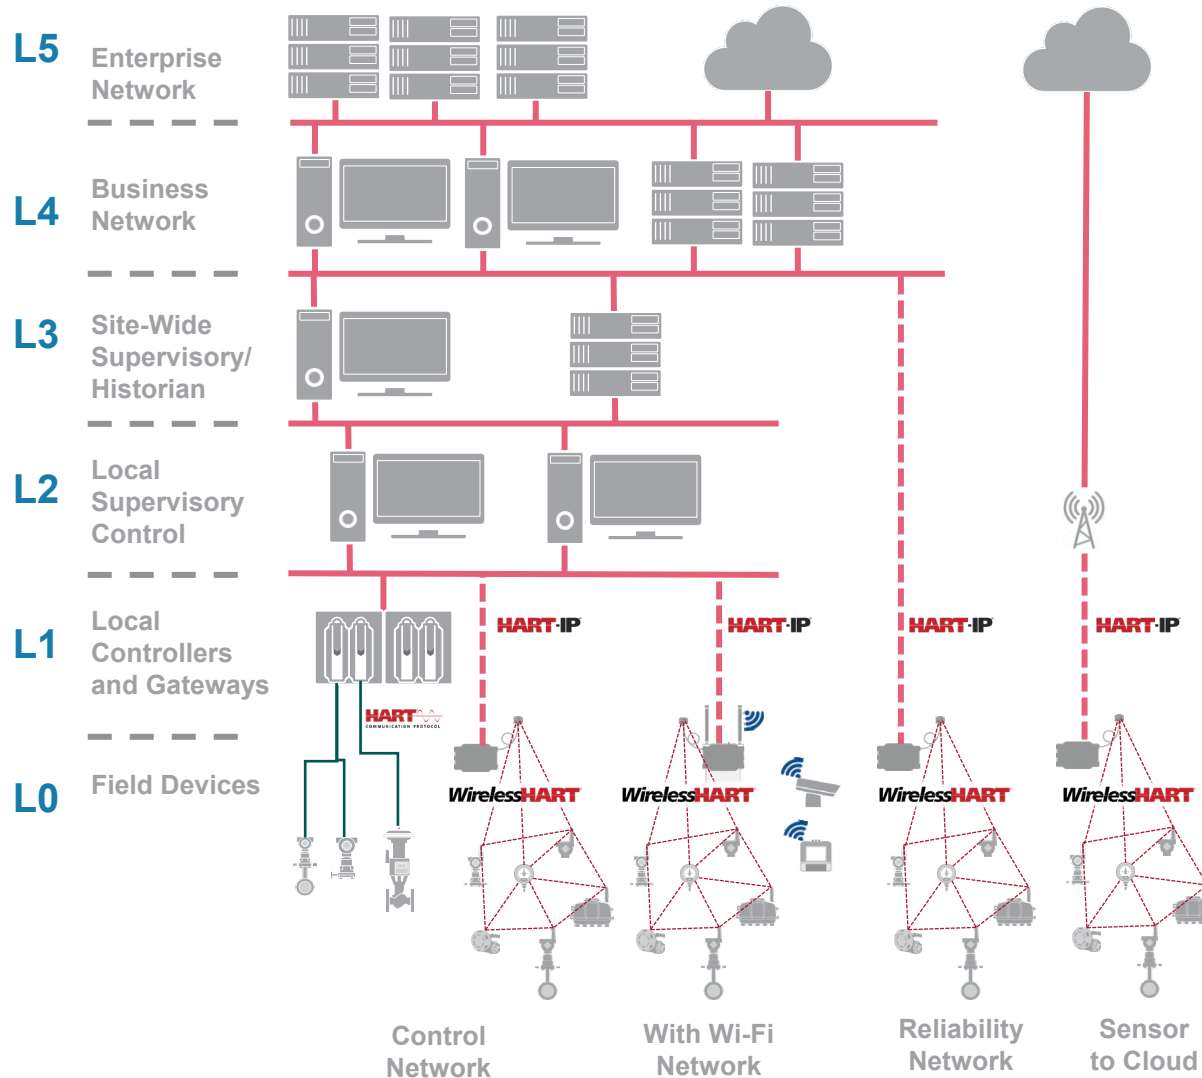 L5
Enterprise
Network
L4
Business
Network
L3
Site-Wide
Supervisory/
Historian
L2
Local
Supervisory
Control
L1
Local
Controllers
and Gateways
HART-IP
HART-IP
HART-IP
HART-IP
HART
COMMUNICATION PROTOCOL
L0
Field Devices
WirelessHART
WirelessHART
WirelessHART
WirelessHART
Control
Network
With Wi-Fi
Network
Reliability
Network
Sensor
to Cloud